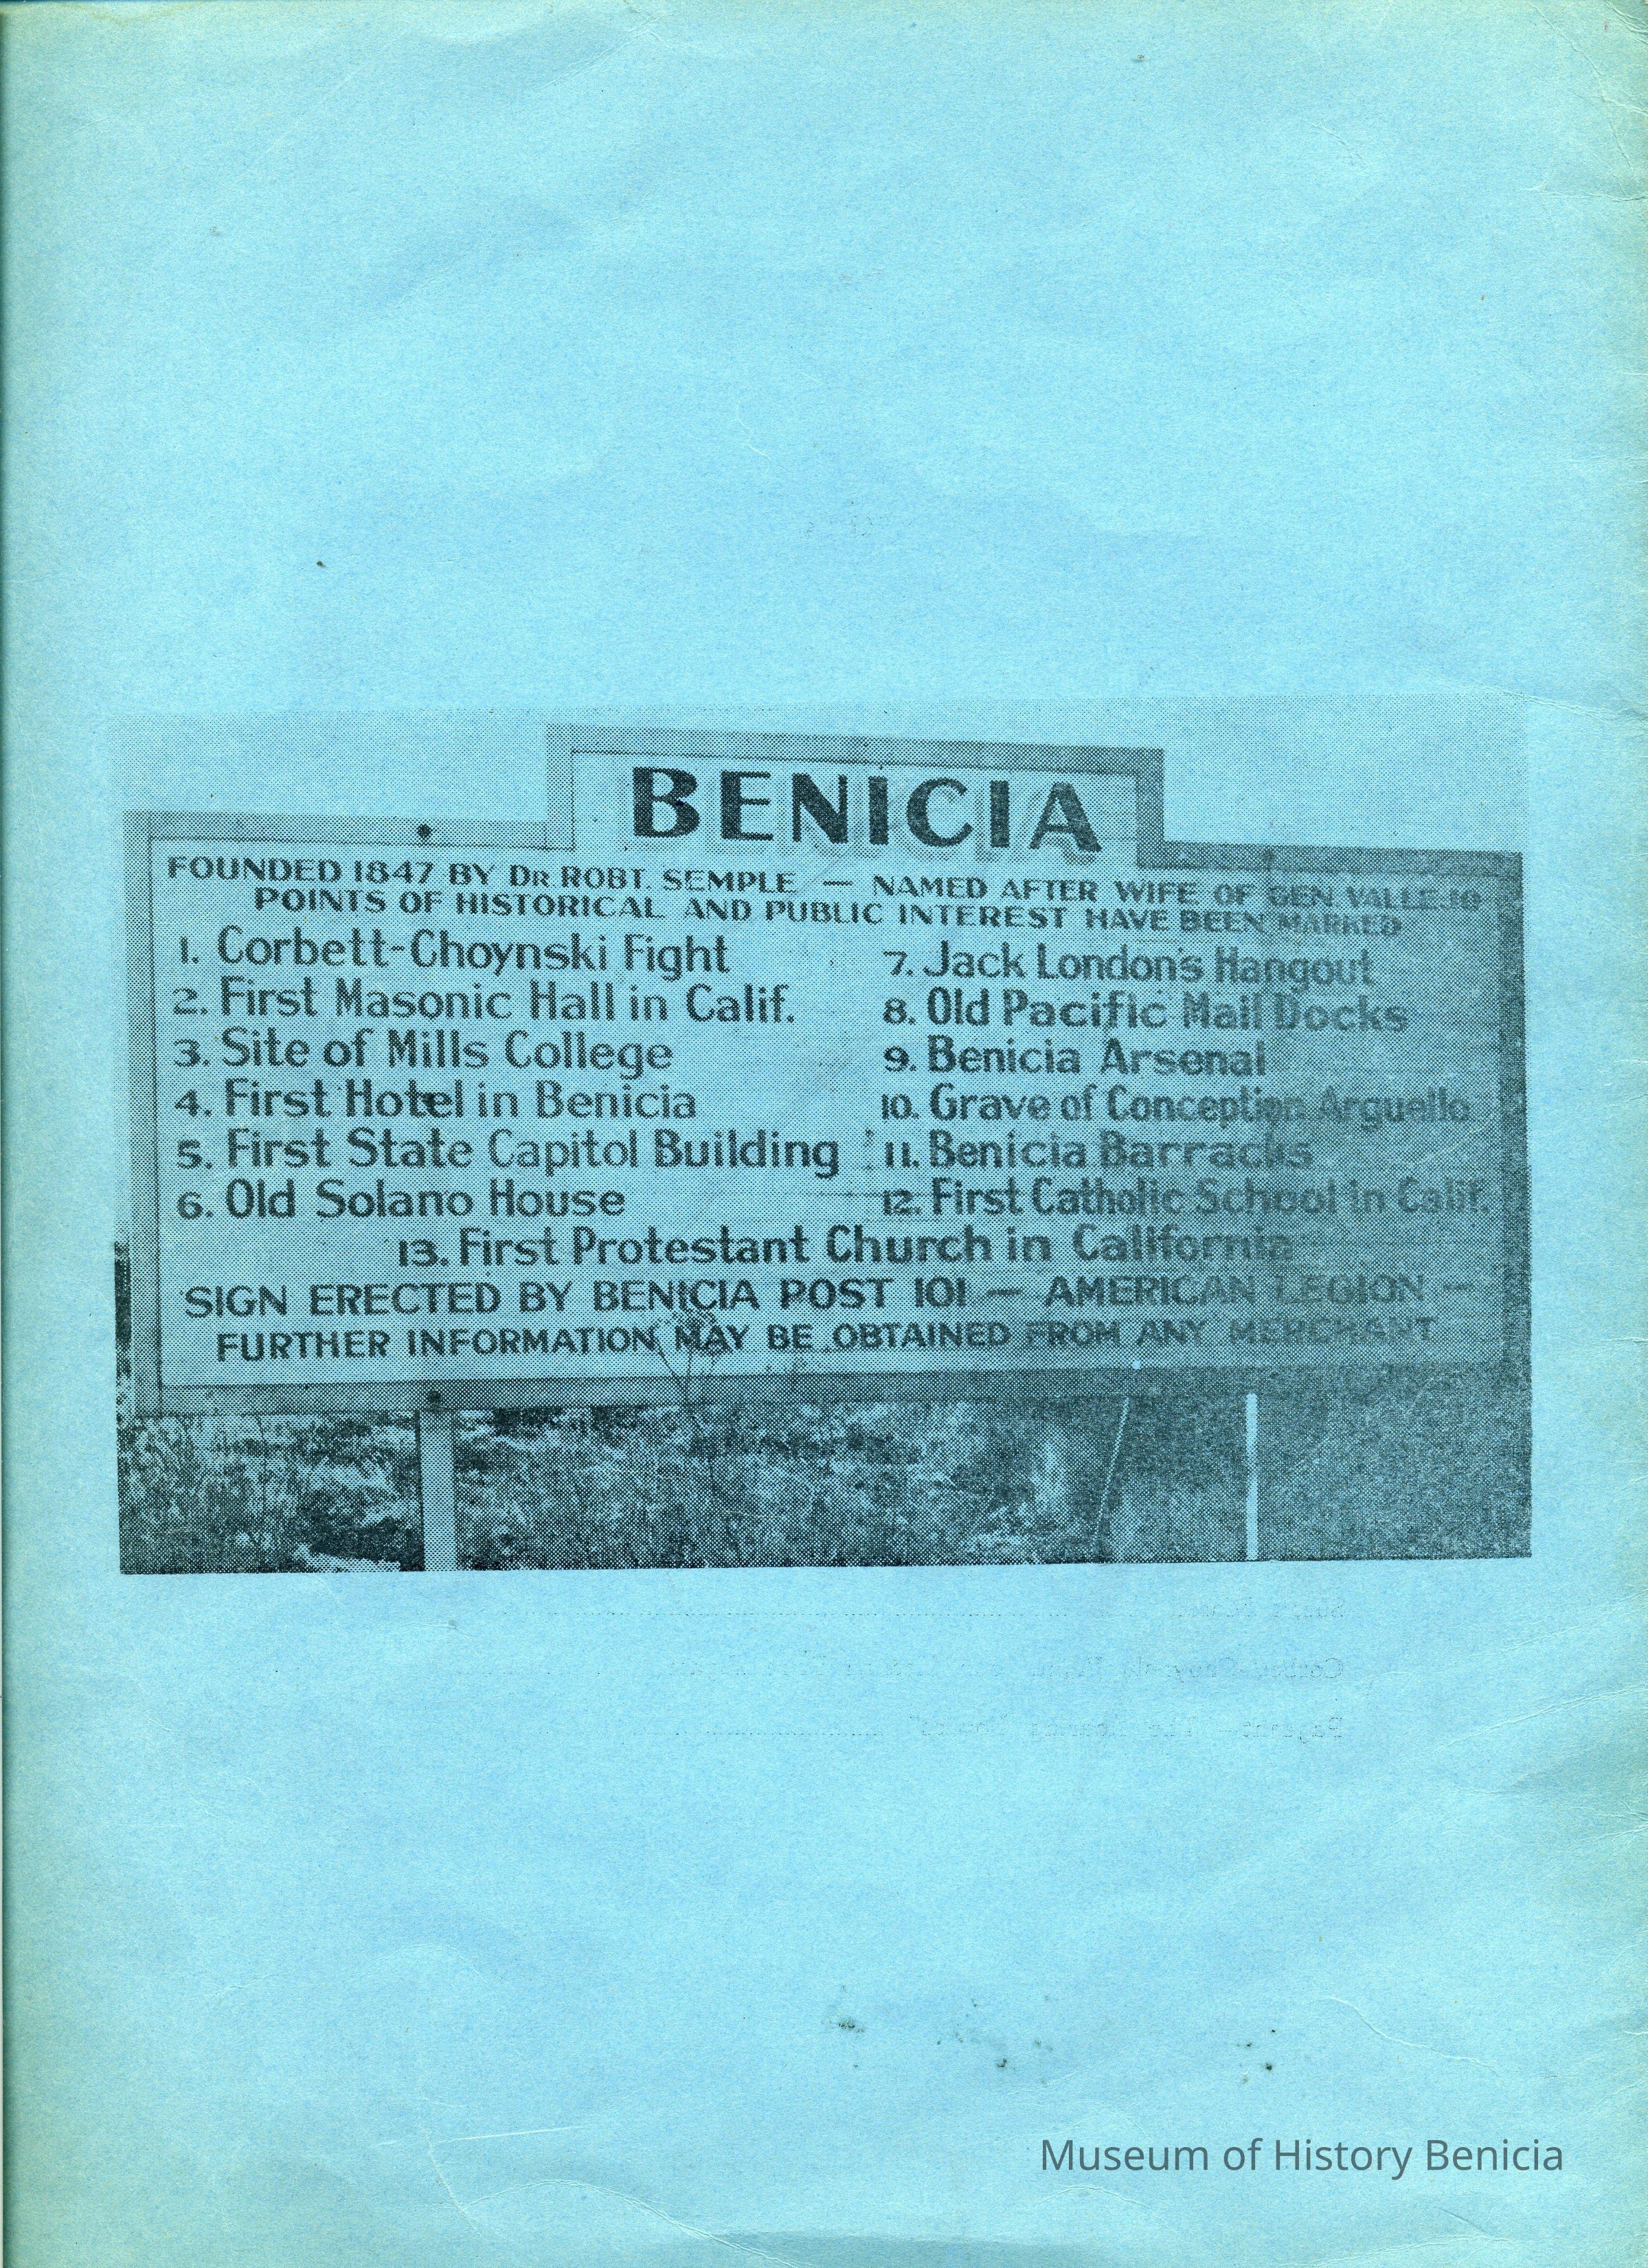 BENICIA
FOUNDED 1847 BY DR. ROBT. SEMPLE — NAMED AFTER WIFE OF GEN. VALLEJO
POINTS OF HISTORICAL AND PUBLIC INTEREST HAVE BEEN MARKED
1. Corbett-Choynski Fight
2. First Masonic Hall in Calif.
3. Site of Mills College
4. First Hotel in Benicia
5. First State Capitol Building
6. Old Solano House
7. Jack London's Hangout
8. Old Pacific Mail Docks
9. Benicia Arsenal
10. Grave of Conception Arguello
11. Benicia Barracks
12. First Catholic School in Calif.
13. First Protestant Church in California
SIGN ERECTED BY BENICIA POST 101 — AMERICAN LEGION —
FURTHER INFORMATION MAY BE OBTAINED FROM ANY MERCHANT
Museum of History Benicia